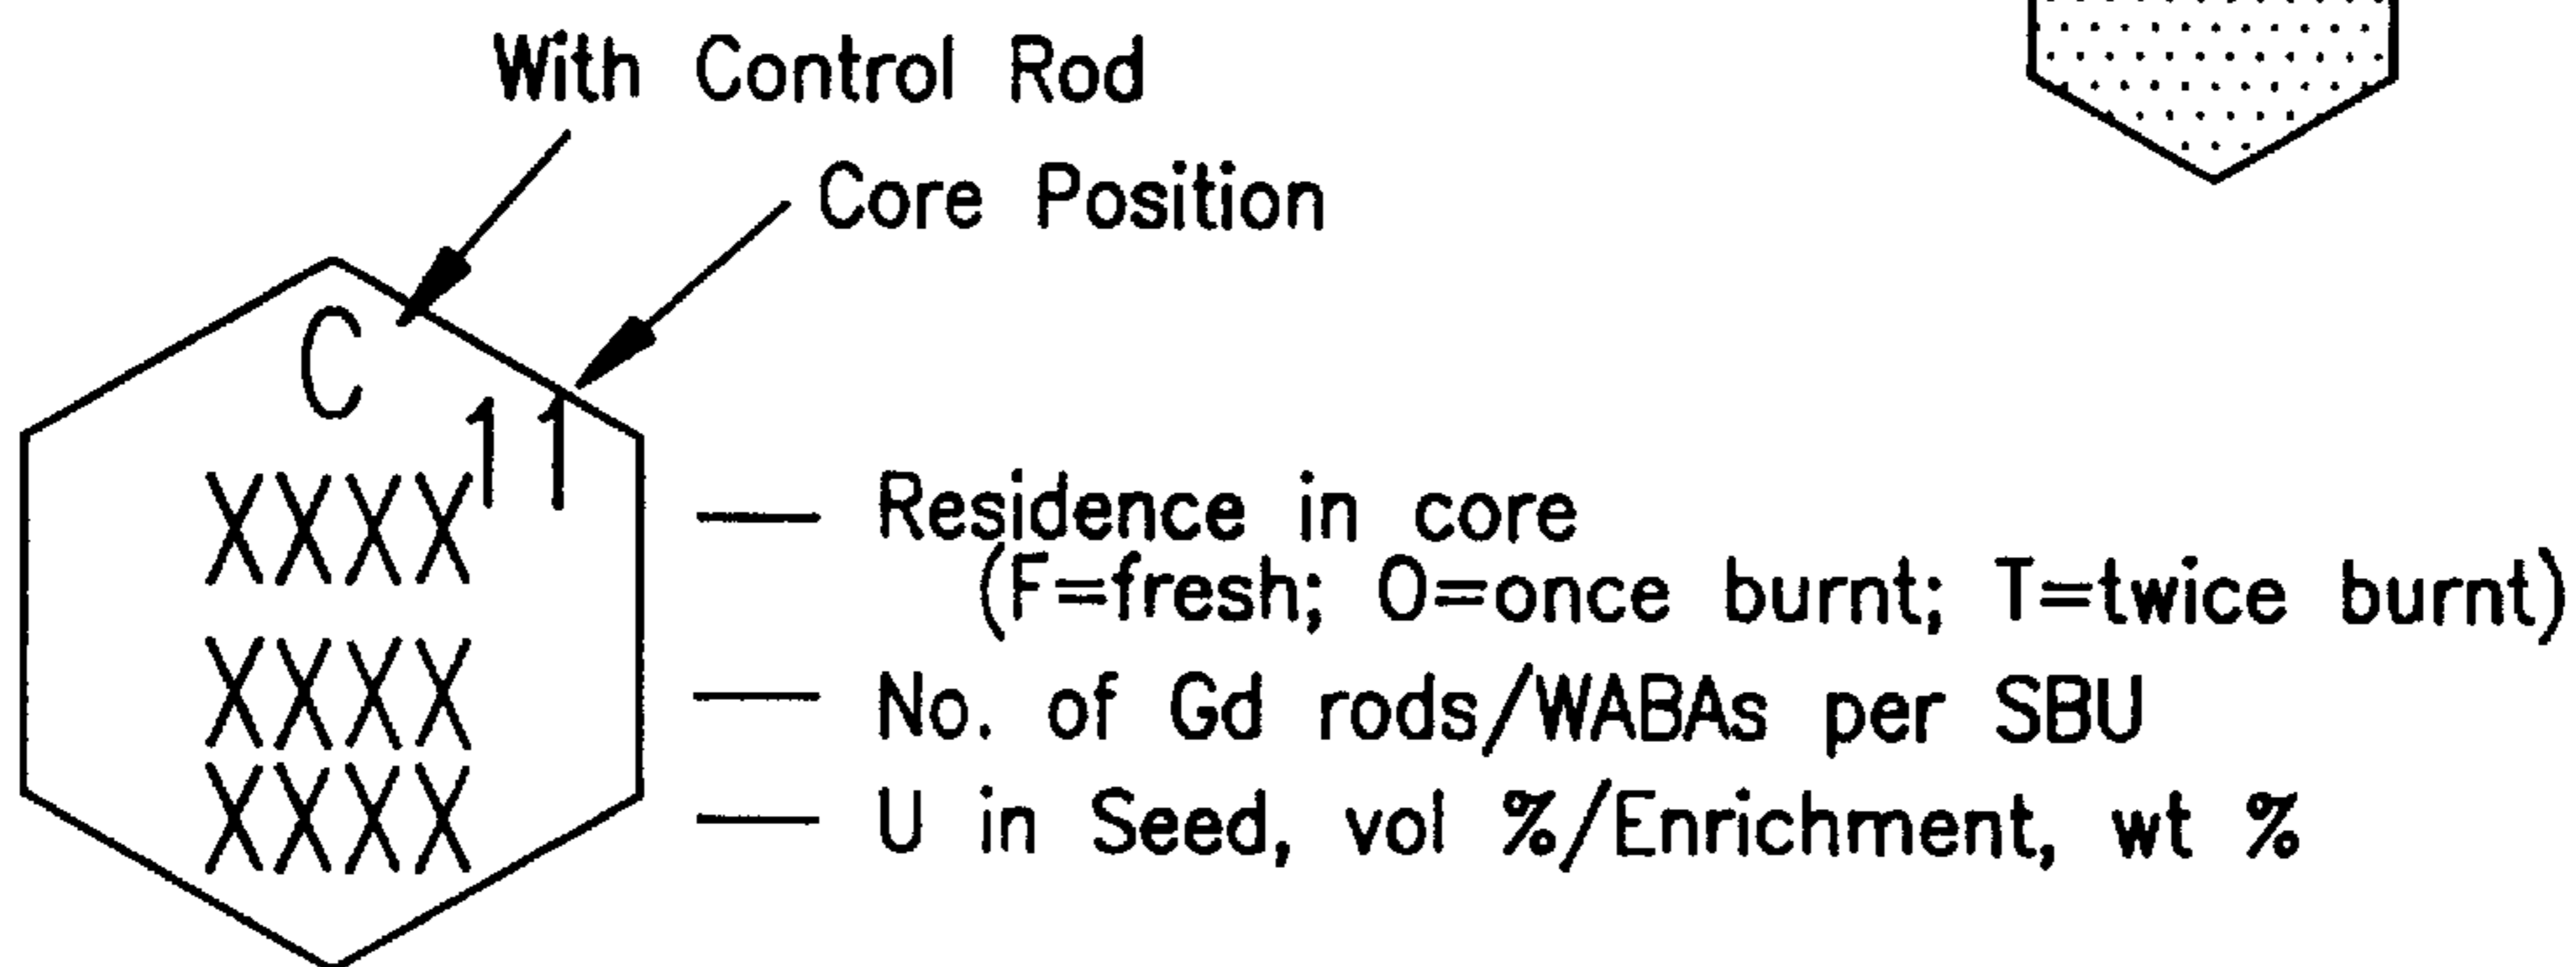 With Control Rod
Core Position
C
11
XXXX
Residence in core
(F=fresh; O=once burnt; T=twice burnt)
XXXX
No. of Gd rods/WABAs per SBU
XXXX
U in Seed, vol %/Enrichment, wt %